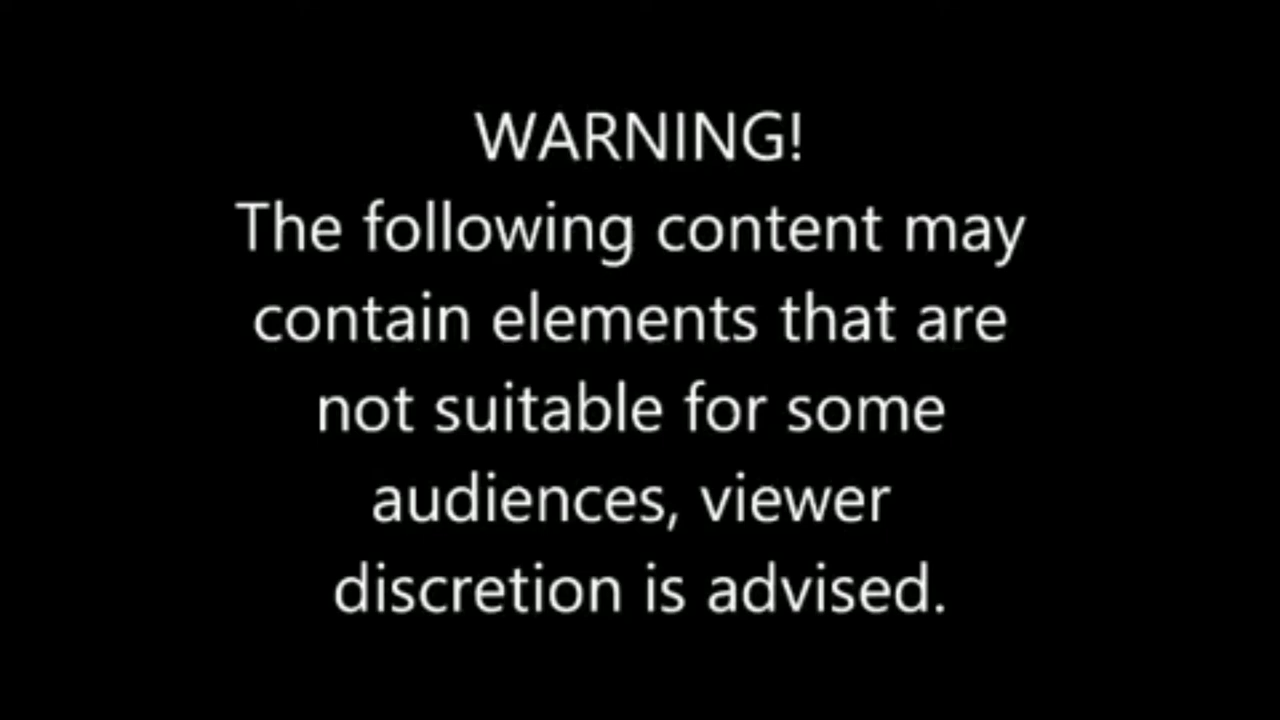 WARNING!
The following content may
contain elements that are
not suitable for some
audiences, viewer
discretion is advised.